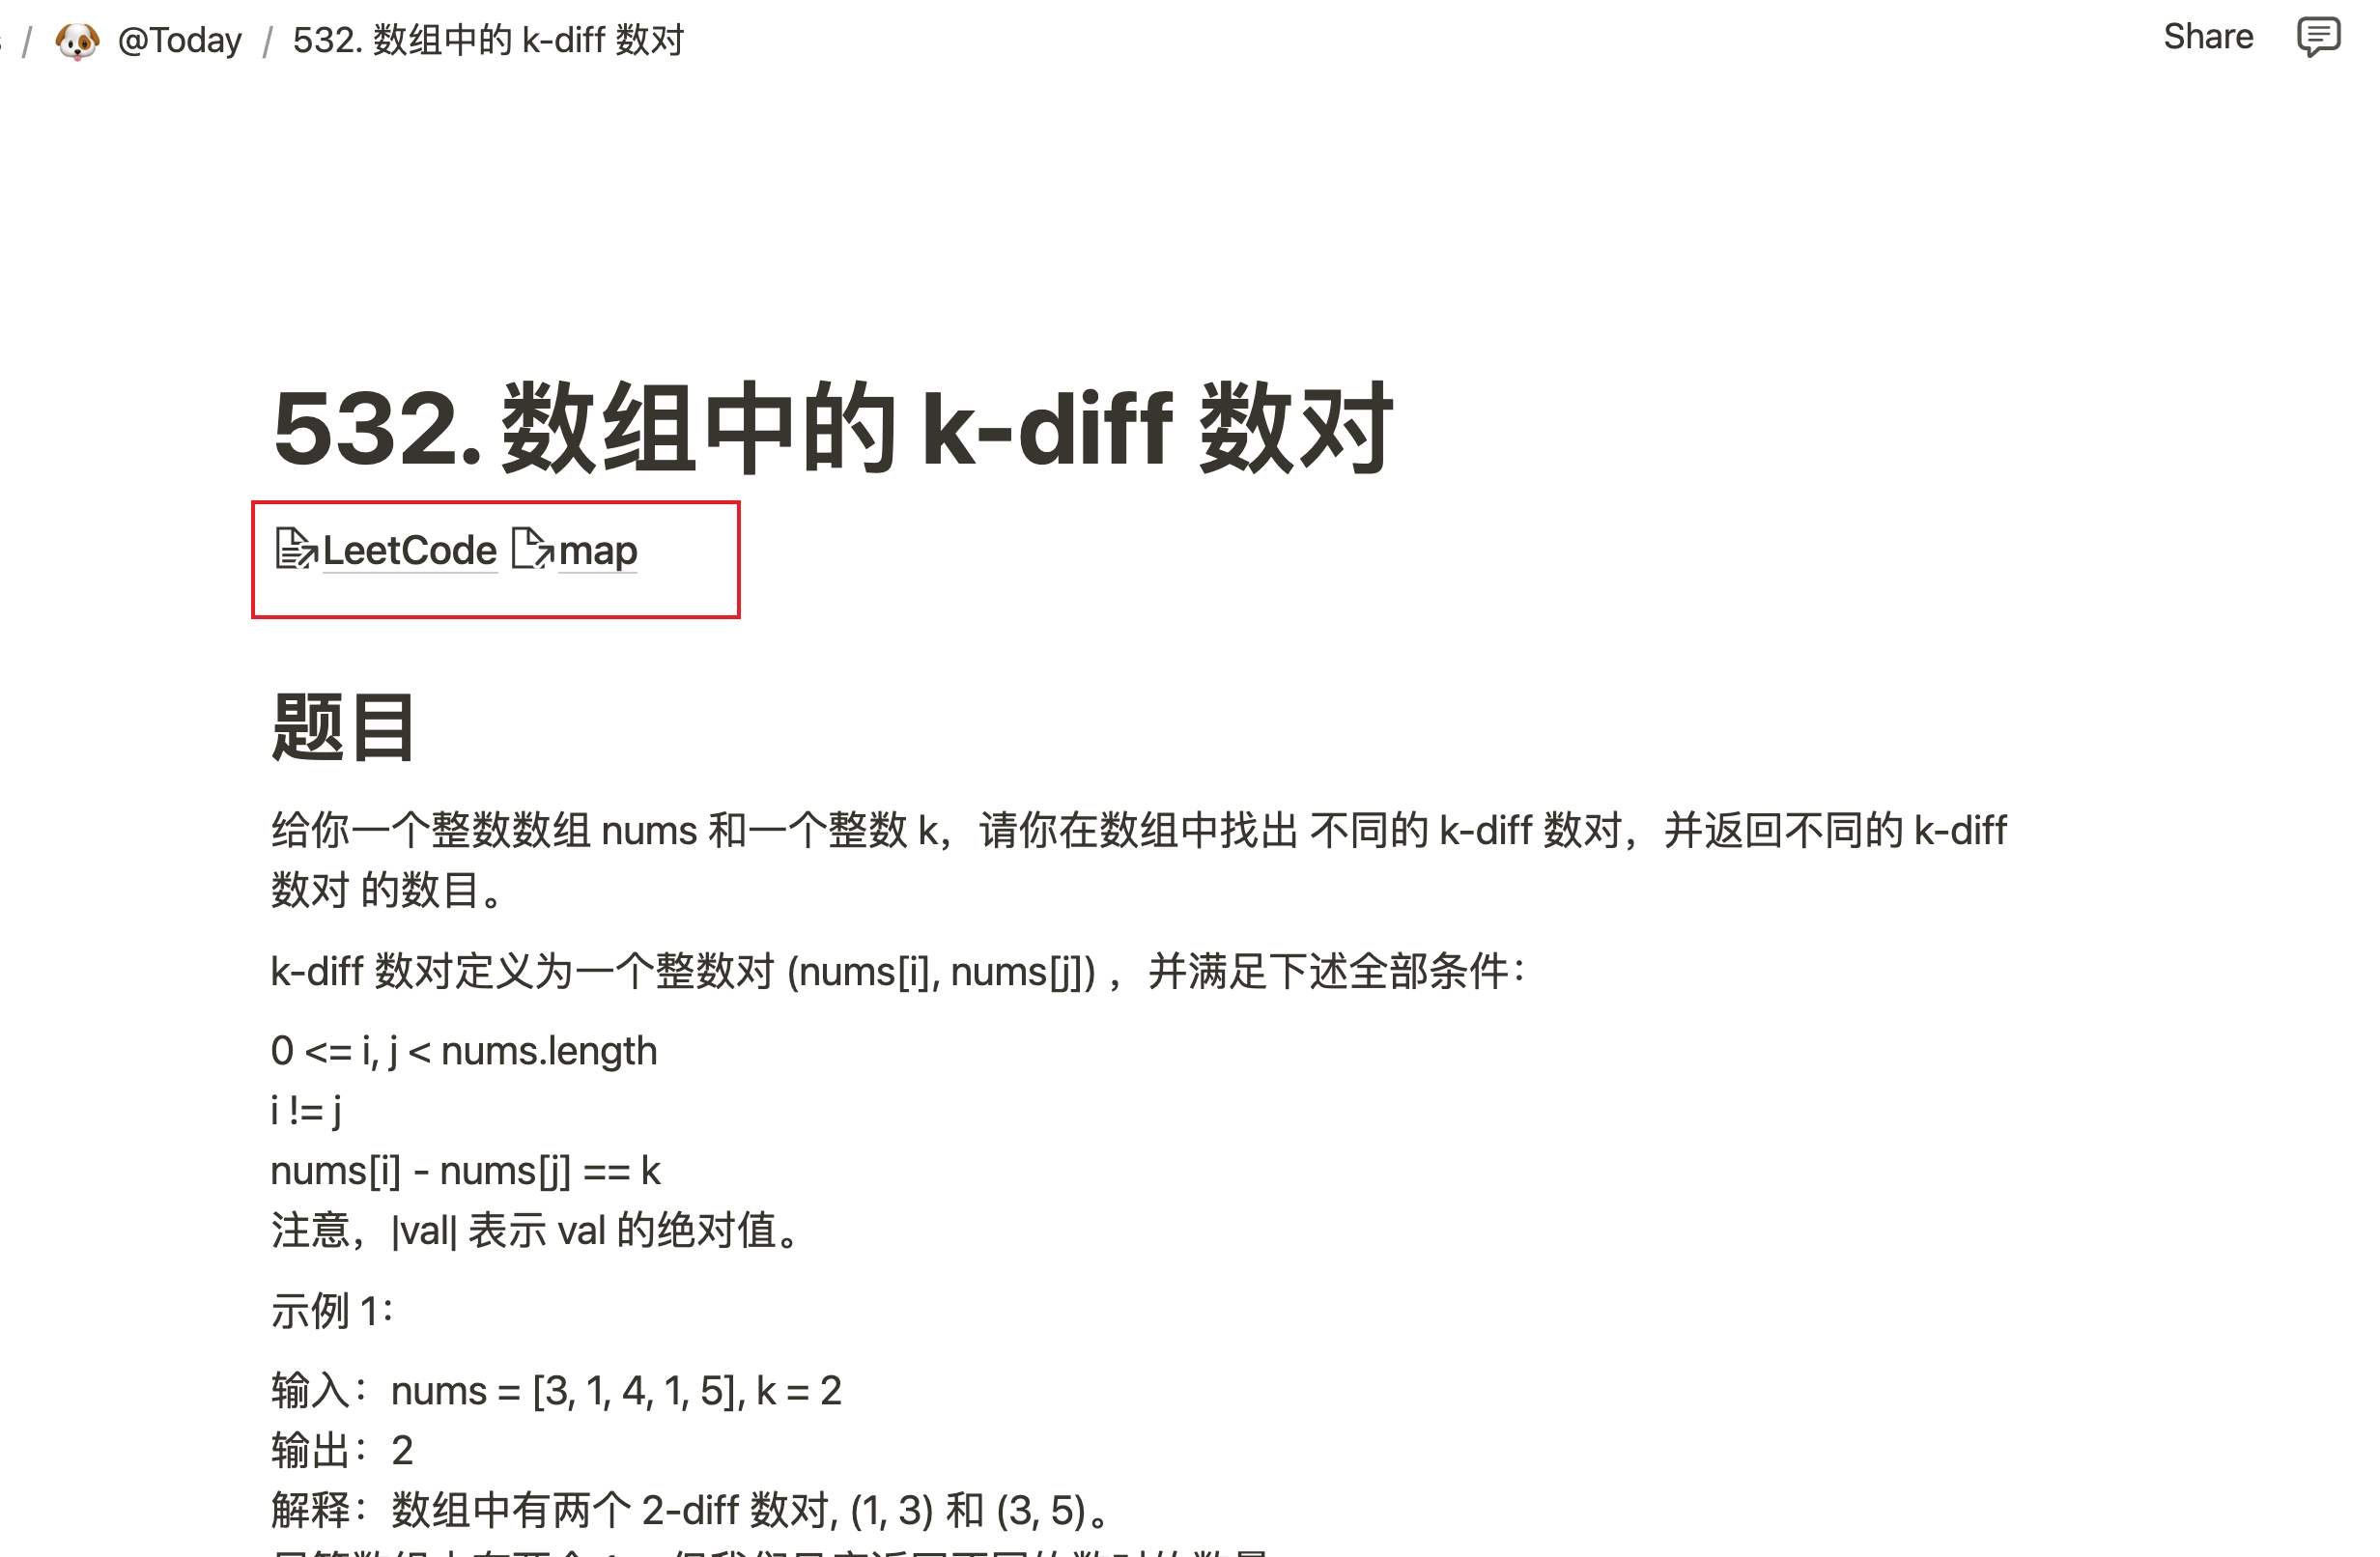 / @Today / 532. 数组中的 k-diff 数对
Share
532. 数组中的 k-diff 数对
LeetCode map
题目
给你一个整数数组 nums 和一个整数 k，请你在数组中找出 不同的 k-diff 数对，并返回不同的 k-diff
数对 的数目。
k-diff 数对定义为一个整数对 (nums[i], nums[j]) ，并满足下述全部条件：
0 <= i, j < nums.length
i != j
nums[i] - nums[j] == k
注意，|val| 表示 val 的绝对值。
示例 1：
输入：nums = [3, 1, 4, 1, 5], k = 2
输出：2
解释：数组中有两个 2-diff 数对, (1, 3) 和 (3, 5)。